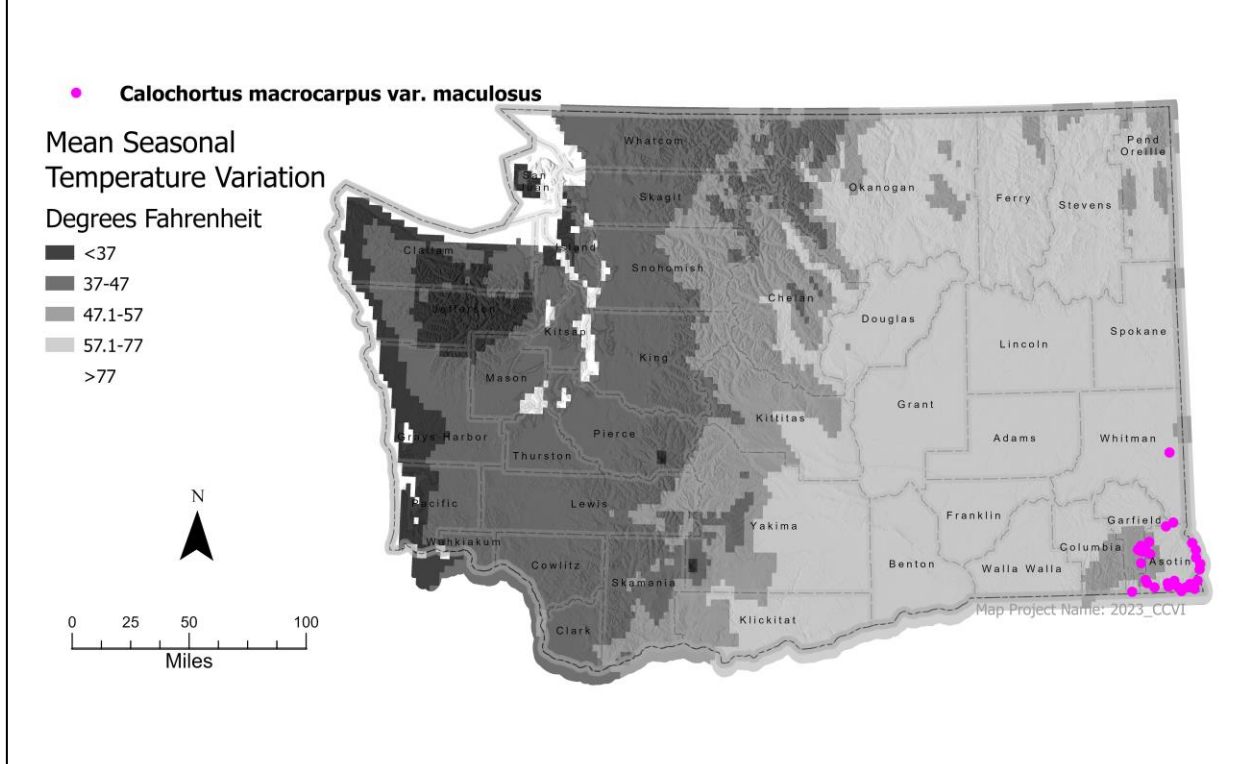 Calochortus macrocarpus var. maculosus
Mean Seasonal
Temperature Variation
Degrees Fahrenheit
<37
37-47
47.1-57
57.1-77
>77
N
0 25 50 100
Miles
Whatcom
Pend
Oreille
San
Juan
Okanogan
Skagit
Ferry
Stevens
Clallam
Island
Snohomish
Chelan
Jefferson
Douglas
Kitsap
Spokane
Lincoln
King
Mason
Grant
Kittitas
Grays Harbor
Pierce
Adams
Whitman
Thurston
Pacific
Lewis
Franklin
Garfield
Yakima
Wahkiakum
Columbia
Asotin
Cowlitz
Benton
Walla Walla
Skamania
Map Project Name: 2023_CCVI
Klickitat
Clark